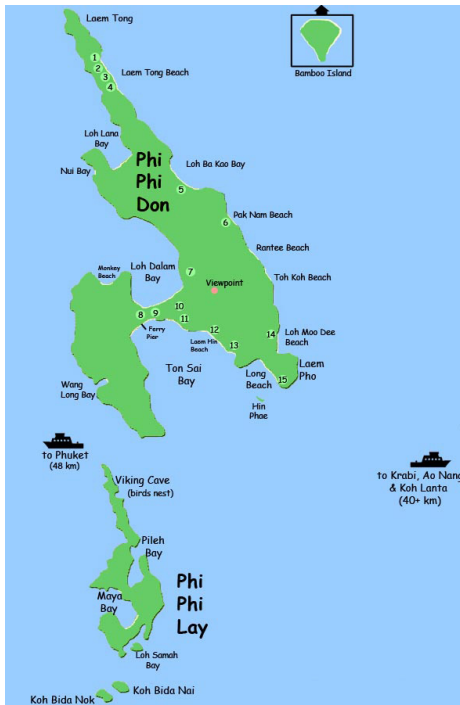 Laem Tong
Bamboo Island
1
2
3
4
Laem Tong Beach
Loh Lana
Bay
Nui Bay
Phi
Phi
Don
Loh Ba Kao Bay
5
6
Pak Nam Beach
Rantee Beach
Toh Koh Beach
Monkey
Beach
Loh Dalam
Bay
7
Viewpoint
8
9
10
11
12
13
14
15
Ferry
Pier
Laem Hin
Beach
Loh Moo Dee
Beach
Laem
Pho
Long
Beach
Ton Sai
Bay
Hin
Phae
Wang
Long Bay
to Phuket
(48 km)
to Krabi, Ao Nang
& Koh Lanta
(40+ km)
Viking Cave
(birds nest)
Pileh
Bay
Maya
Bay
Phi
Phi
Lay
Loh Samah
Bay
Koh Bida Nai
Koh Bida Nok